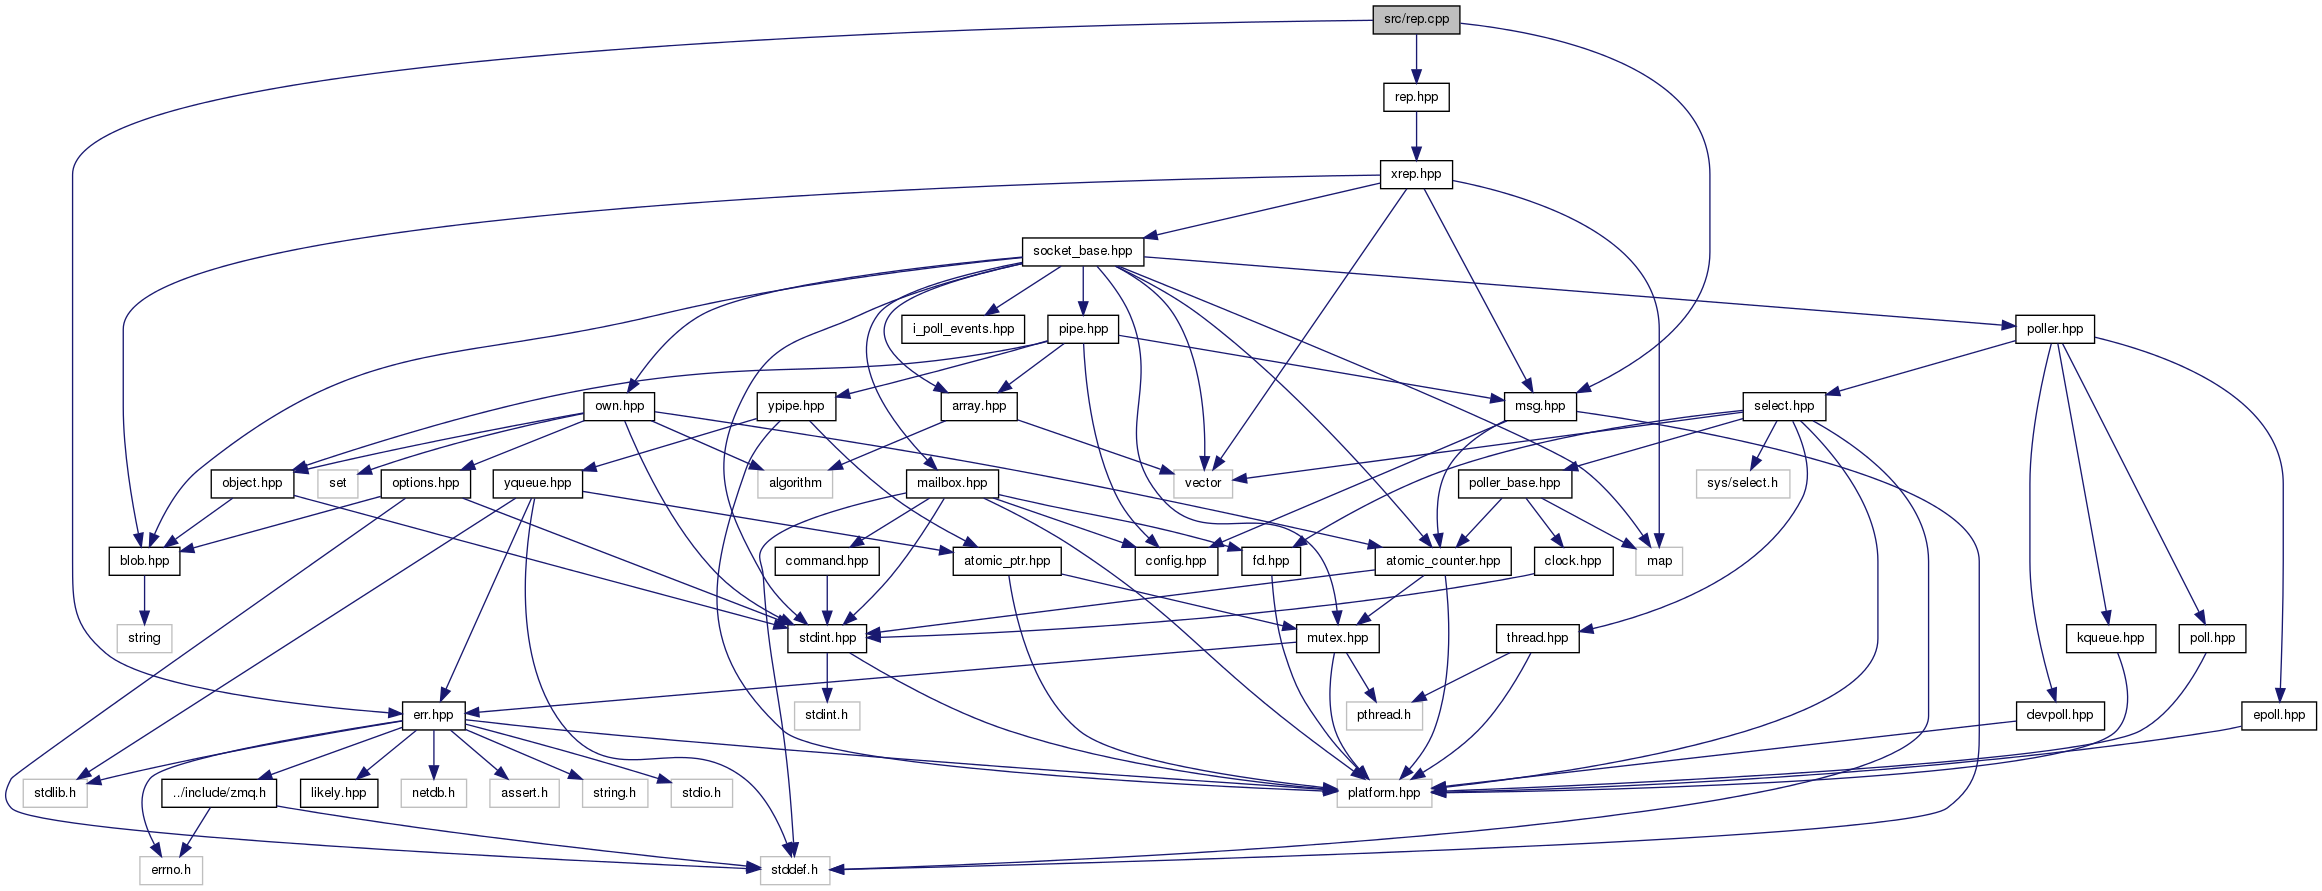 src/rep.cpp
rep.hpp
xrep.hpp
socket_base.hpp
i_poll_events.hpp
pipe.hpp
poller.hpp
own.hpp
ypipe.hpp
array.hpp
msg.hpp
select.hpp
object.hpp
set
options.hpp
yqueue.hpp
algorithm
mailbox.hpp
vector
poller_base.hpp
sys/select.h
blob.hpp
command.hpp
atomic_ptr.hpp
config.hpp
fd.hpp
atomic_counter.hpp
clock.hpp
map
string
stdint.hpp
mutex.hpp
thread.hpp
kqueue.hpp
poll.hpp
err.hpp
stdint.h
pthread.h
devpoll.hpp
epoll.hpp
stdlib.h
../include/zmq.h
likely.hpp
netdb.h
assert.h
string.h
stdio.h
platform.hpp
errno.h
stddef.h